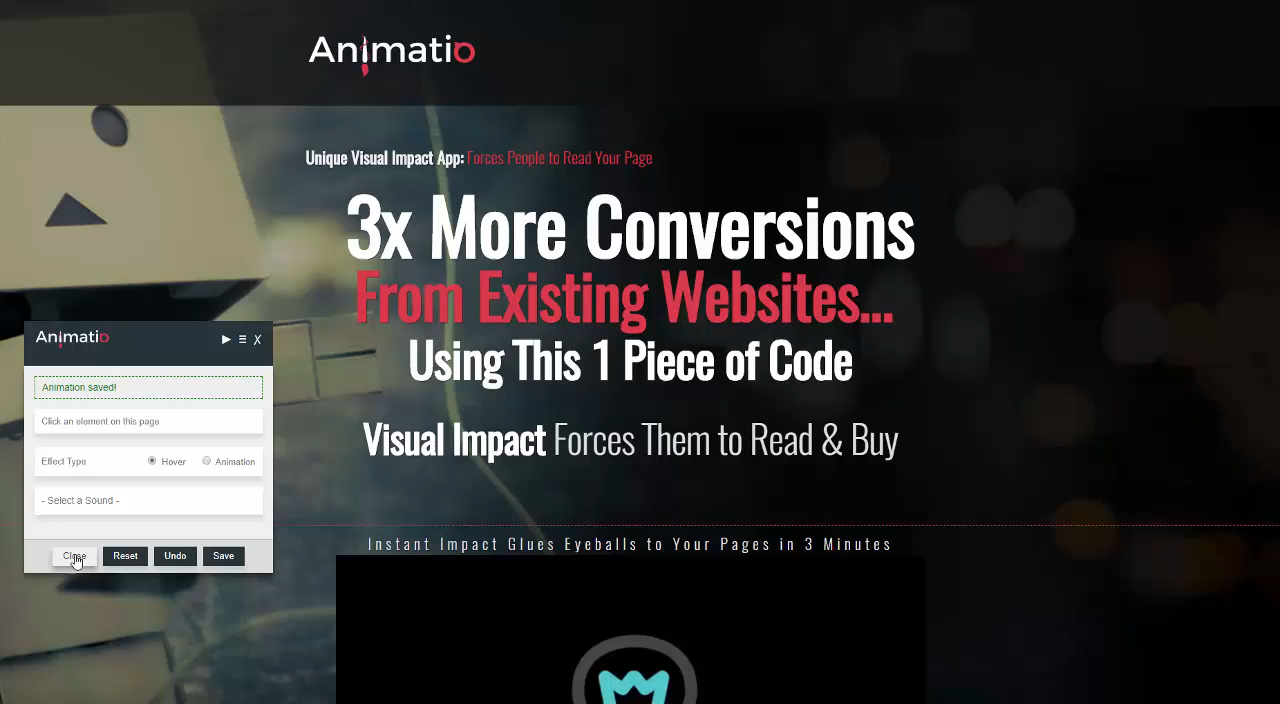 Animatio
Unique Visual Impact App: Forces People to Read Your Page
3x More Conversions
From Existing Websites...
Using This 1 Piece of Code
Visual Impact Forces Them to Read & Buy
Instant Impact Glues Eyeballs to Your Pages in 3 Minutes
Animatio
X
Animation saved!
Click an element on this page
Effect Type Hover Animation
- Select a Sound -
Close Reset Undo Save